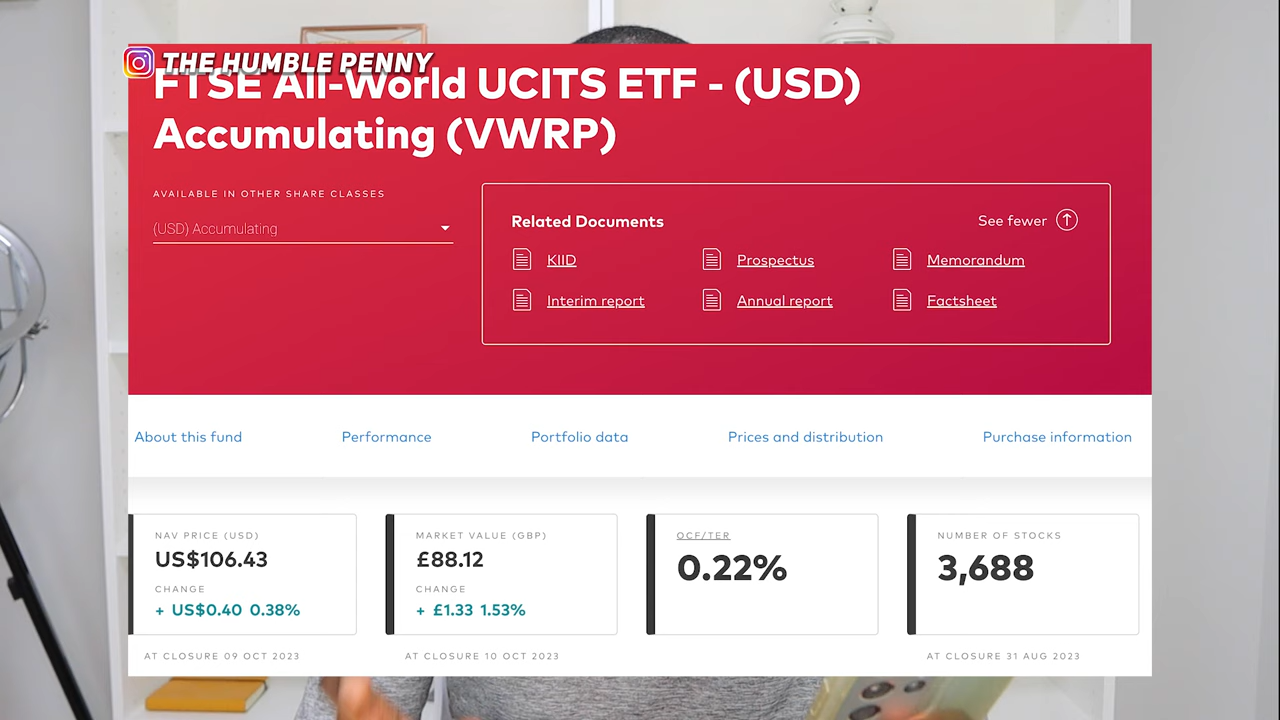 THE HUMBLE PENNY
FTSE All-World UCITS ETF - (USD)
Accumulating (VWRP)
AVAILABLE IN OTHER SHARE CLASSES
(USD) Accumulating
Related Documents
See fewer
KIID
Prospectus
Memorandum
Interim report
Annual report
Factsheet
About this fund
Performance
Portfolio data
Prices and distribution
Purchase information
NAV PRICE (USD)
US$106.43
CHANGE
+ US$0.40 0.38%
AT CLOSURE 09 OCT 2023
MARKET VALUE (GBP)
£88.12
CHANGE
+ £1.33 1.53%
AT CLOSURE 10 OCT 2023
OCF/TER
0.22%
NUMBER OF STOCKS
3,688
AT CLOSURE 31 AUG 2023